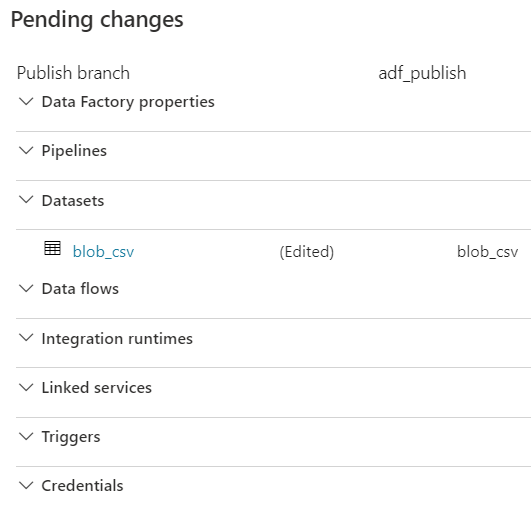 Pending changes
Publish branch adf_publish
Data Factory properties
Pipelines
Datasets
blob_csv (Edited) blob_csv
Data flows
Integration runtimes
Linked services
Triggers
Credentials